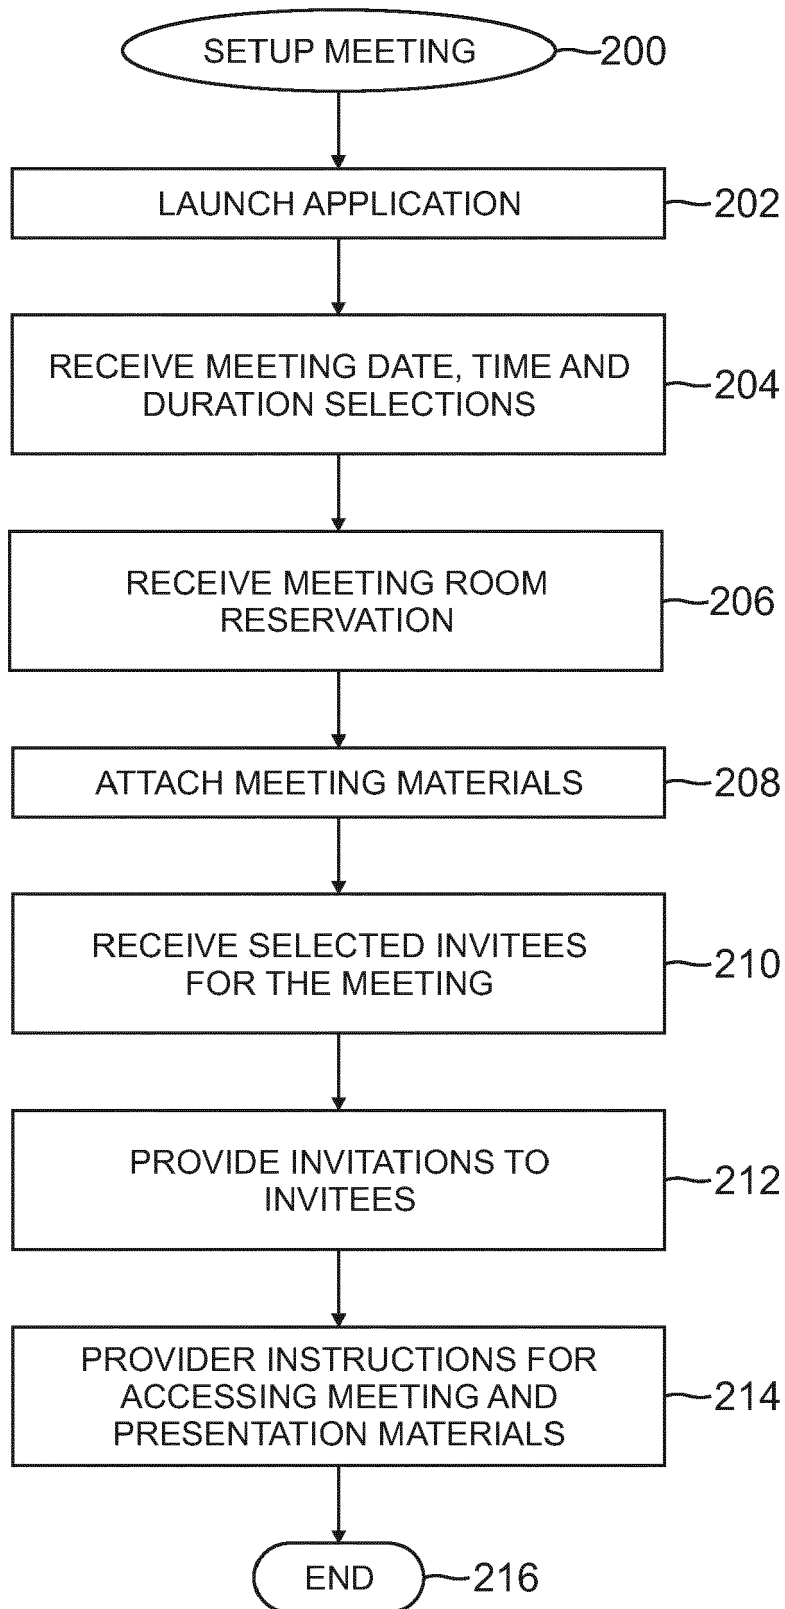 SETUP MEETING
200
LAUNCH APPLICATION
202
RECEIVE MEETING DATE, TIME AND
DURATION SELECTIONS
204
RECEIVE MEETING ROOM
RESERVATION
206
ATTACH MEETING MATERIALS
208
RECEIVE SELECTED INVITEES
FOR THE MEETING
210
PROVIDE INVITATIONS TO
INVITEES
212
PROVIDER INSTRUCTIONS FOR
ACCESSING MEETING AND
PRESENTATION MATERIALS
214
END
216